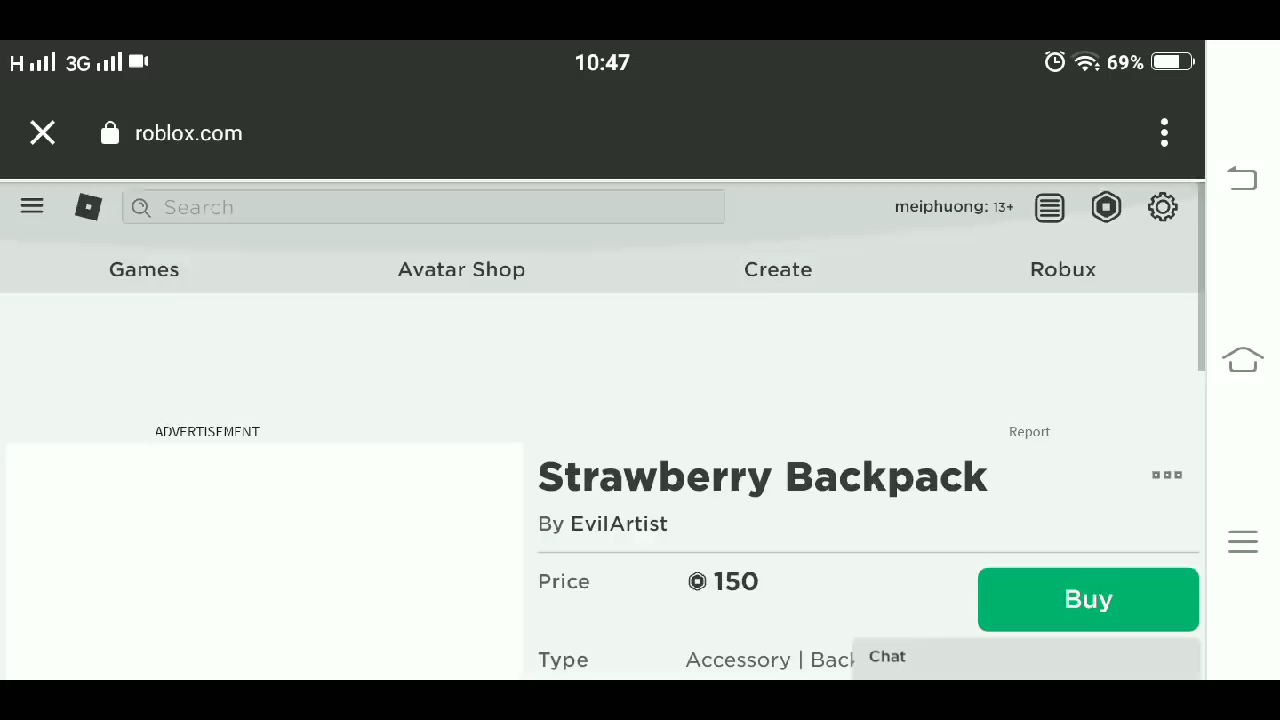 H 3G 10:47 69%
roblox.com
Search meiphuong: 13+
Games Avatar Shop Create Robux
ADVERTISEMENT Report
Strawberry Backpack
By EvilArtist
Price 150 Buy
Type Accessory | Back Chat